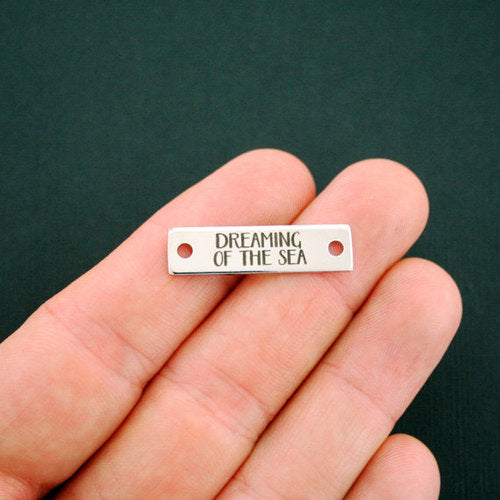 DREAMING
OF THE SEA